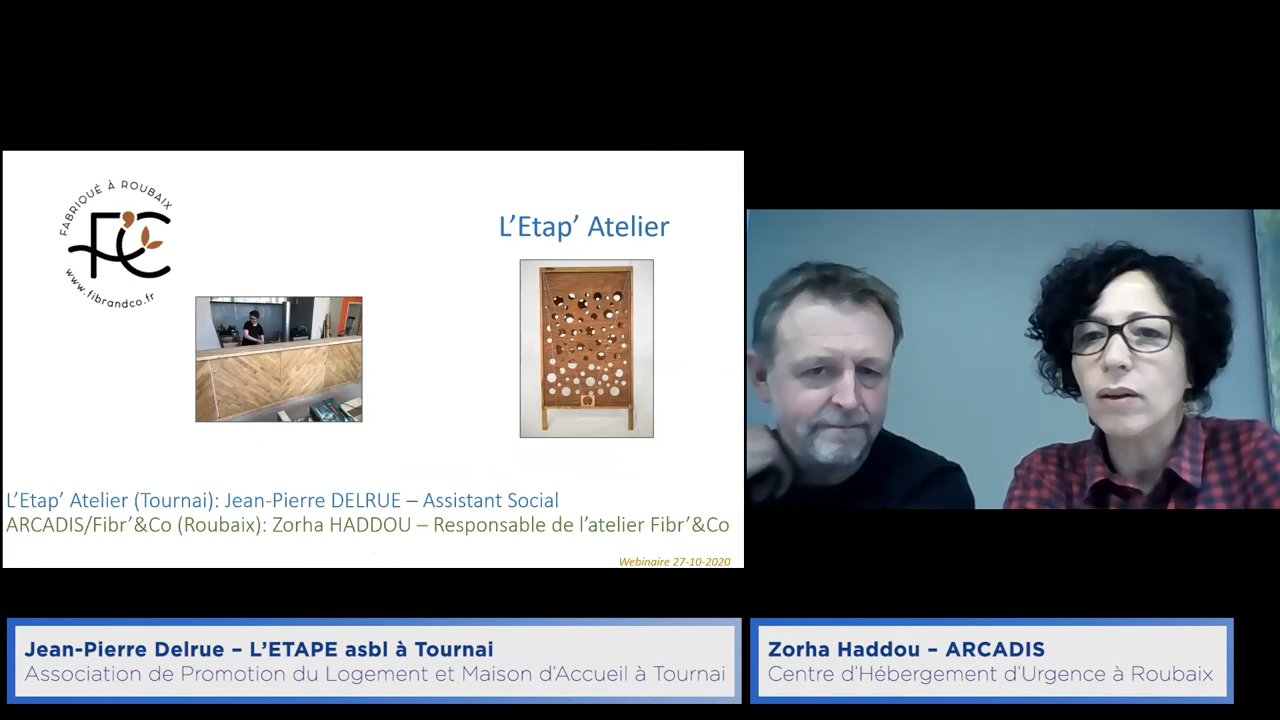 FABRIQUÉ À ROUBAIX
F'C
www.fibrandco.fr
L'Etap' Atelier
L'Etap' Atelier (Tournai): Jean-Pierre DELRUE – Assistant Social
ARCADIS/Fibr'&Co (Roubaix): Zorha HADDOU – Responsable de l'atelier Fibr'&Co
Webinaire 27-10-2020
Jean-Pierre Delrue – L'ETAPE asbl à Tournai
Association de Promotion du Logement et Maison d'Accueil à Tournai
Zorha Haddou – ARCADIS
Centre d'Hébergement d'Urgence à Roubaix